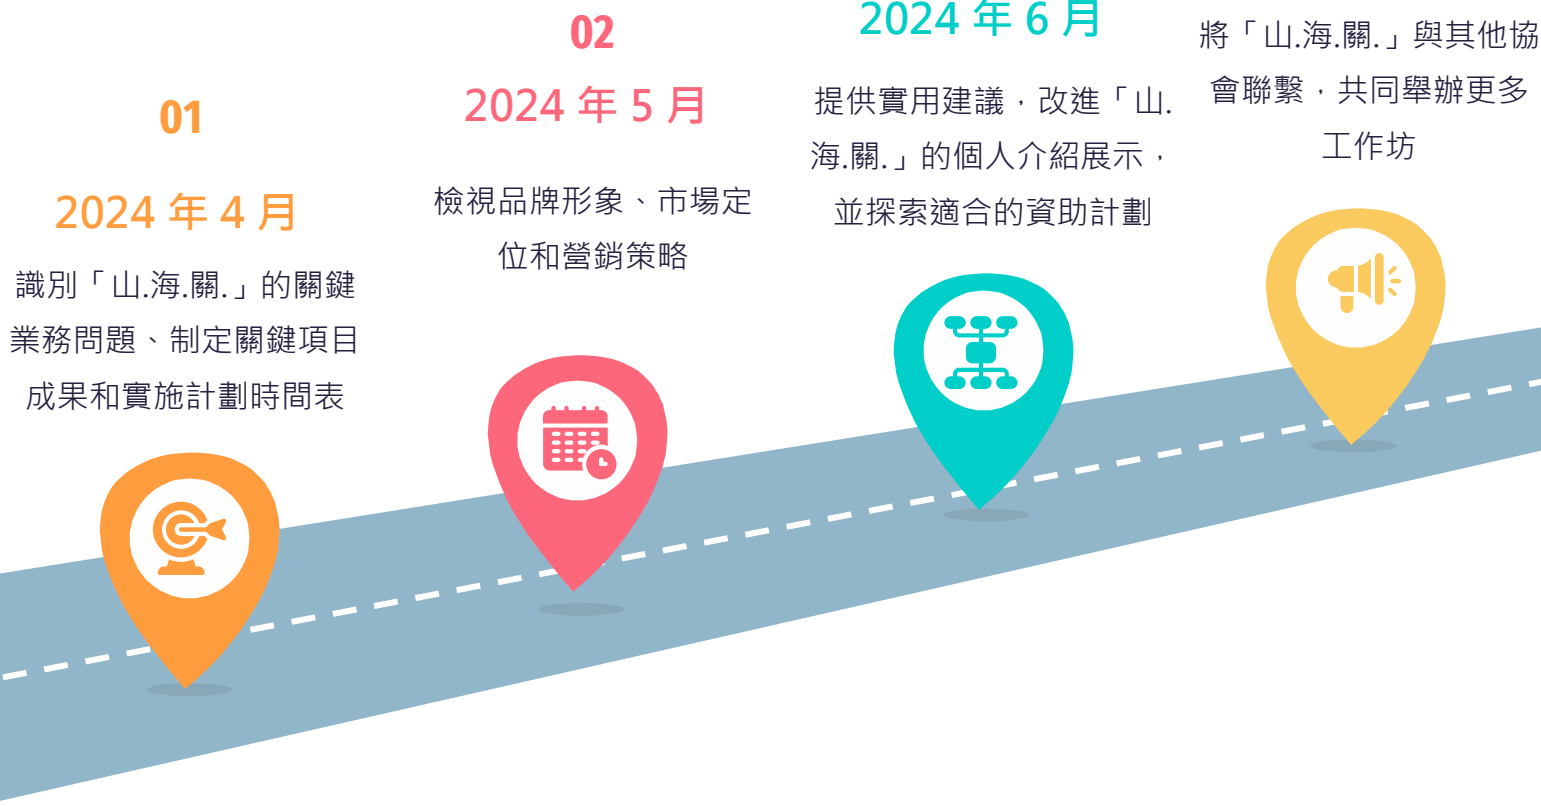 01
2024 年 4 月
識別「山.海.關.」的關鍵
業務問題、制定關鍵項目
成果和實施計劃時間表
02
2024 年 5 月
檢視品牌形象、市場定
位和營銷策略
2024 年 6 月
提供實用建議，改進「山.
海.關.」的個人介紹展示，
並探索適合的資助計劃
將「山.海.關.」與其他協
會聯繫，共同舉辦更多
工作坊